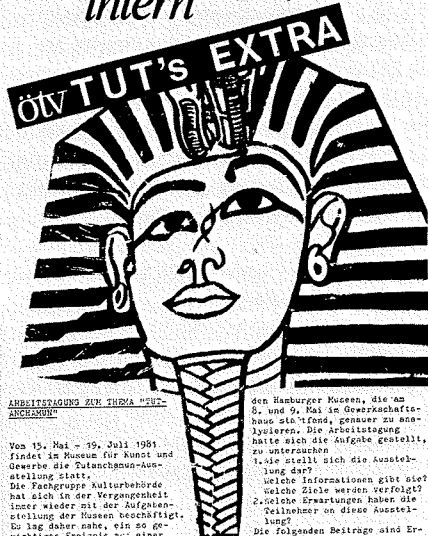 intern
ötv TUT's EXTRA
ARBEITSTAGUNG ZUM THEMA "TUT-
ANCHAMUN"
Vom 15. Mai - 19. Juli 1981
findet im Museum für Kunst und
Gewerbe die Tutanchamun-Aus-
stellung statt.
Die Fachgruppe Kulturbehörde
hat sich in der Vergangenheit
immer wieder mit der Aufgaben-
stellung der Museen beschäftigt.
Es lag daher nahe, ein so ge-
wichtiges Ereignis zur einer
den Hamburger Museen, die am
8. und 9. Mai im Gewerkschafts-
haus stattfand, genauer zu ana-
lysieren. Die Arbeitstagung
hatte sich die Aufgabe gestellt,
zu untersuchen
1. Wie stellt sich die Ausstel-
lung dar?
Welche Informationen gibt sie?
Welche Ziele werden verfolgt?
2. Welche Erwartungen haben die
Teilnehmer an diese Ausstel-
lung?
Die folgenden Beiträge sind Er-